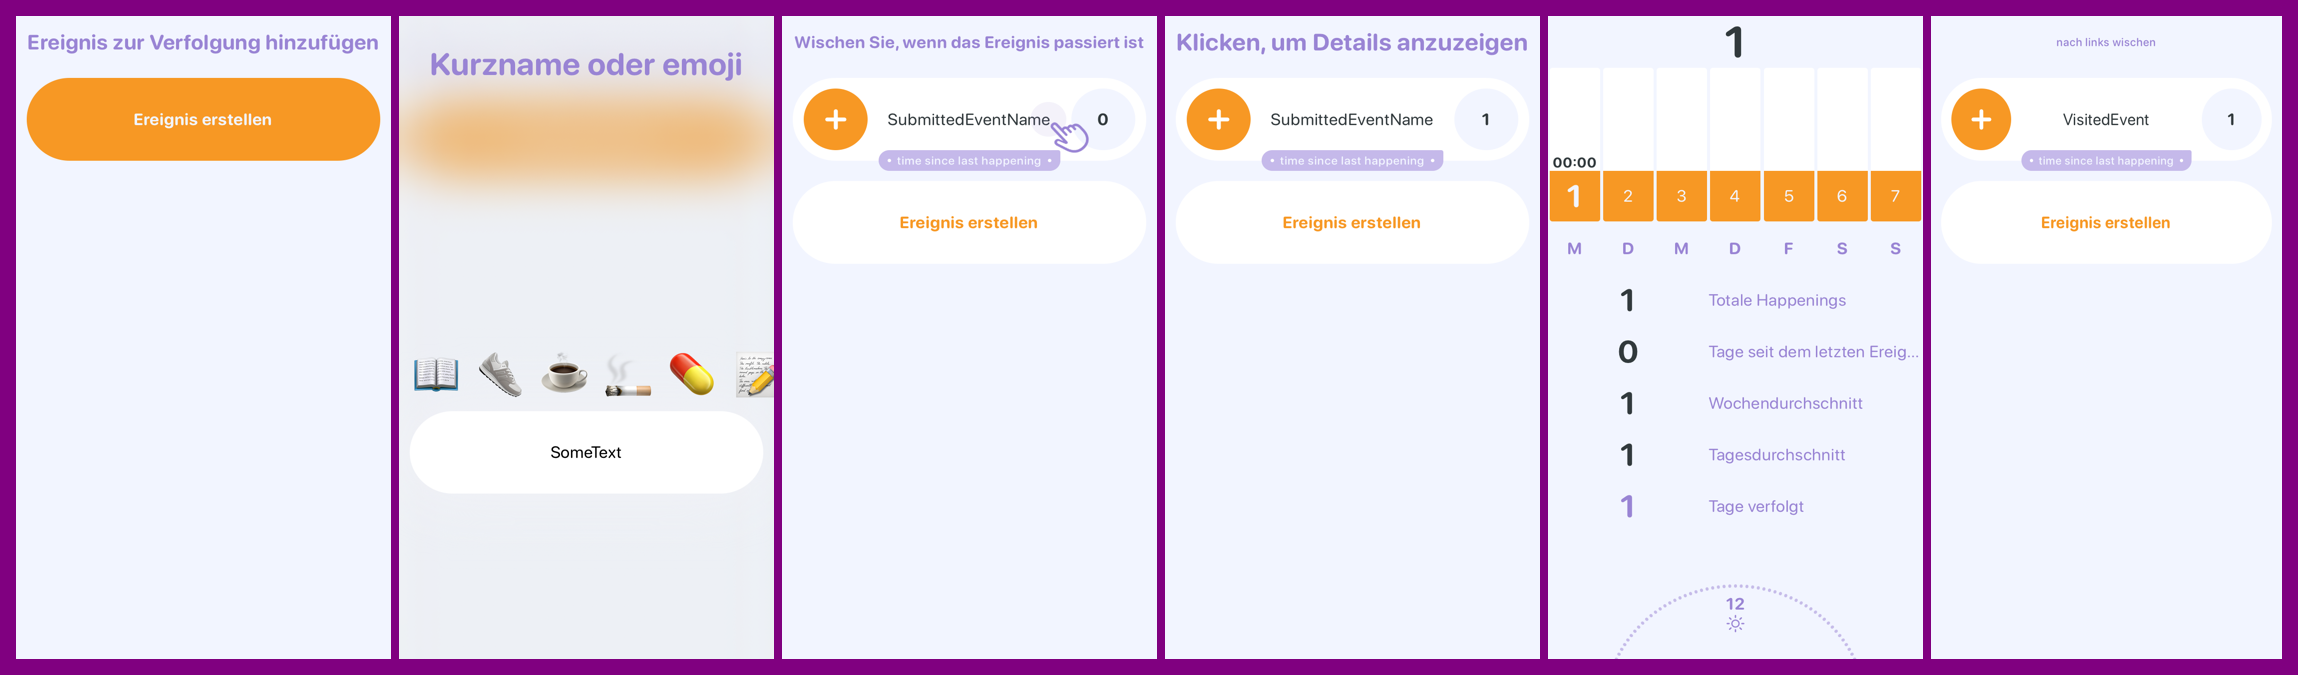 Ereignis zur Verfolgung hinzufügen
Ereignis erstellen
Kurzname oder emoji
SomeText
Wischen Sie, wenn das Ereignis passiert ist
SubmittedEventName
0
• time since last happening •
Ereignis erstellen
Klicken, um Details anzuzeigen
SubmittedEventName
1
• time since last happening •
Ereignis erstellen
1
00:00
1 2 3 4 5 6 7
M D M D F S S
1 Totale Happenings
0 Tage seit dem letzten Ereig...
1 Wochendurchschnitt
1 Tagesdurchschnitt
1 Tage verfolgt
12
nach links wischen
VisitedEvent
1
• time since last happening •
Ereignis erstellen